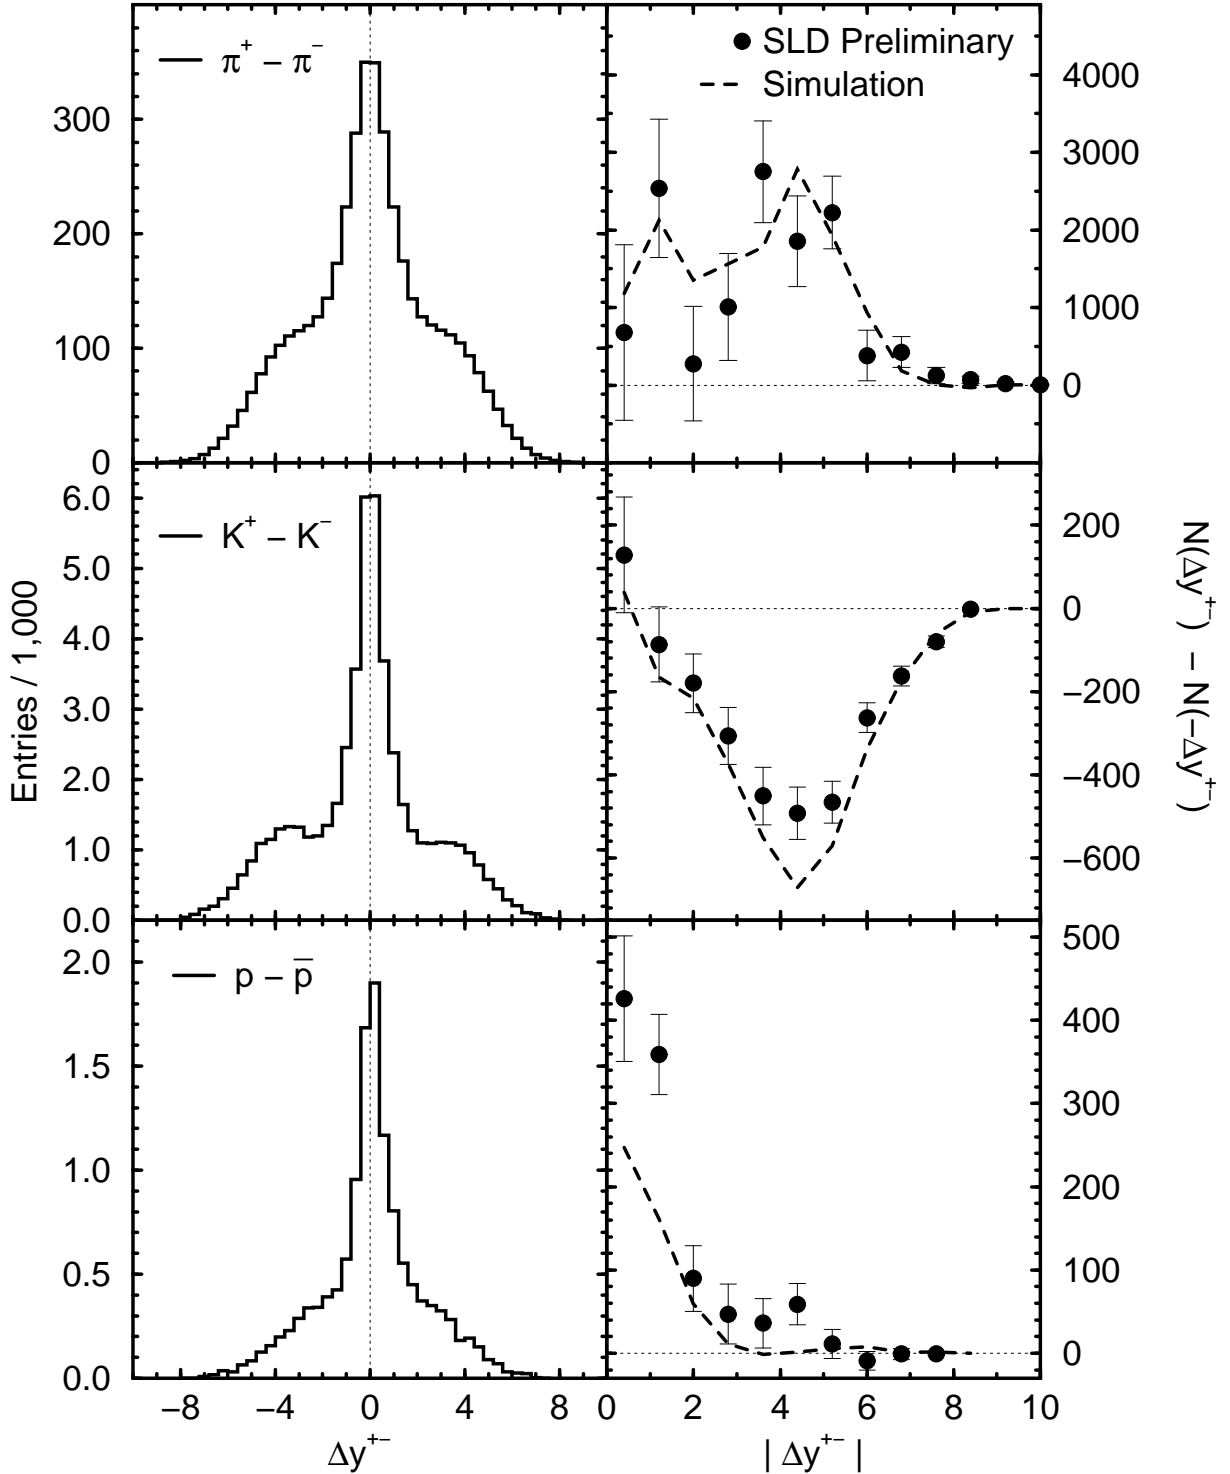 π⁺ – π⁻
● SLD Preliminary
– – Simulation
300
200
100
0
4000
3000
2000
1000
0
K⁺ – K⁻
6.0
5.0
4.0
3.0
2.0
1.0
0.0
200
0
−200
−400
−600
Entries / 1,000
N(Δy⁺⁻) – N(–Δy⁺⁻)
p – p̅
2.0
1.5
1.0
0.5
0.0
500
400
300
200
100
0
−8 −4 0 4 8
0 2 4 6 8 10
Δy⁺⁻
| Δy⁺⁻ |